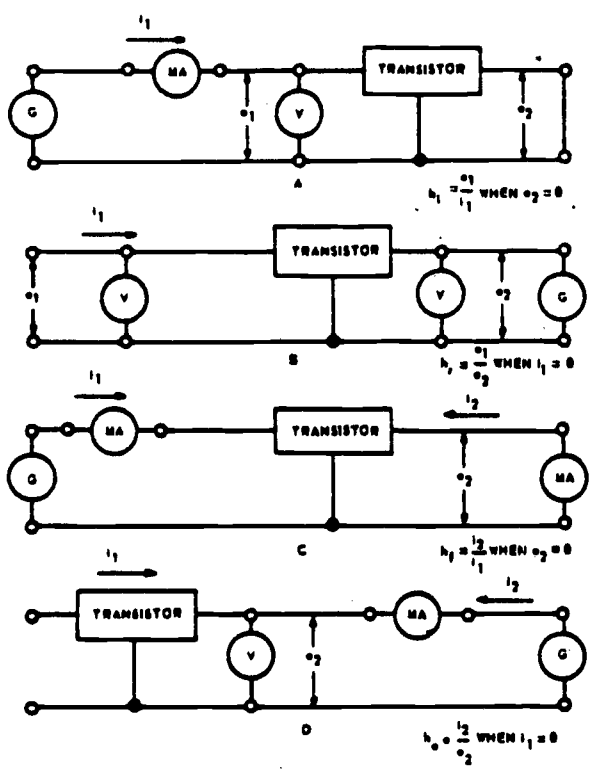 i1
MA
TRANSISTOR
G
e1
V
e2
A
hi = e1/i1 WHEN e2 = 0
i1
TRANSISTOR
e1
V
V
e2
G
B
hr = e1/e2 WHEN i1 = 0
i1
i2
MA
TRANSISTOR
G
e2
MA
C
hf = i2/i1 WHEN e2 = 0
i1
i2
TRANSISTOR
MA
V
e2
G
D
ho = i2/e2 WHEN i1 = 0